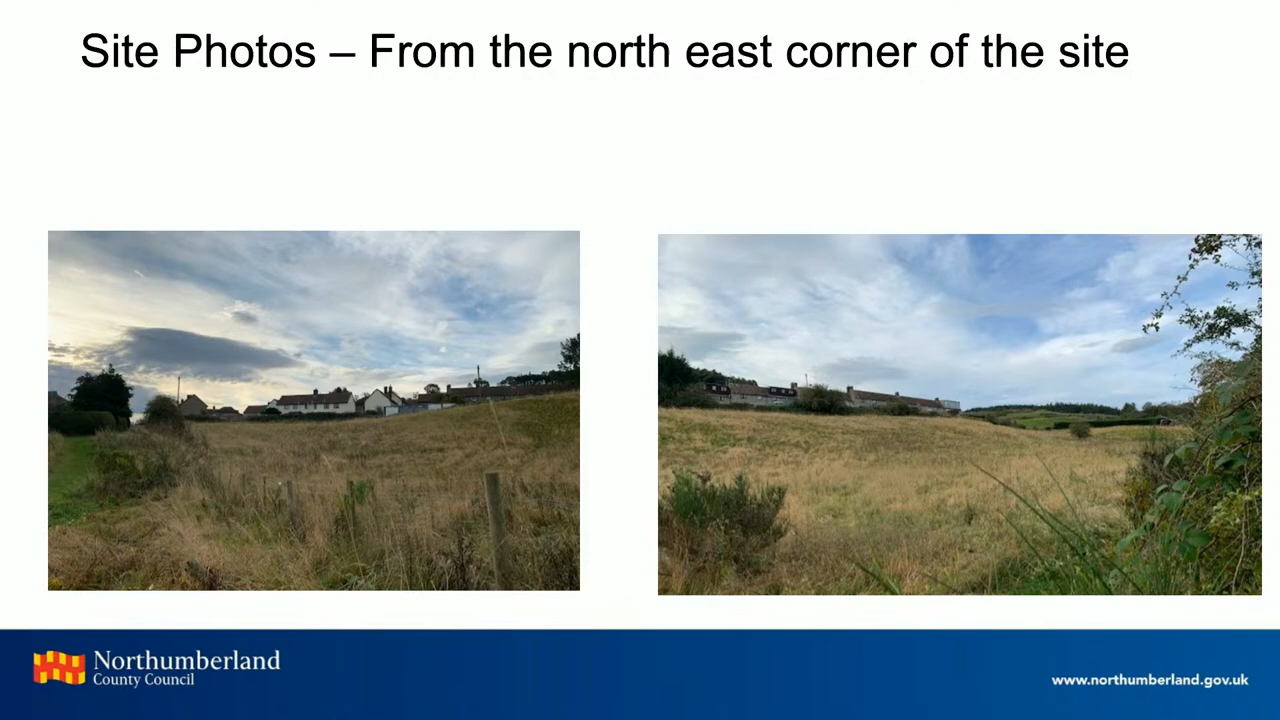 Site Photos – From the north east corner of the site
Northumberland
County Council
www.northumberland.gov.uk